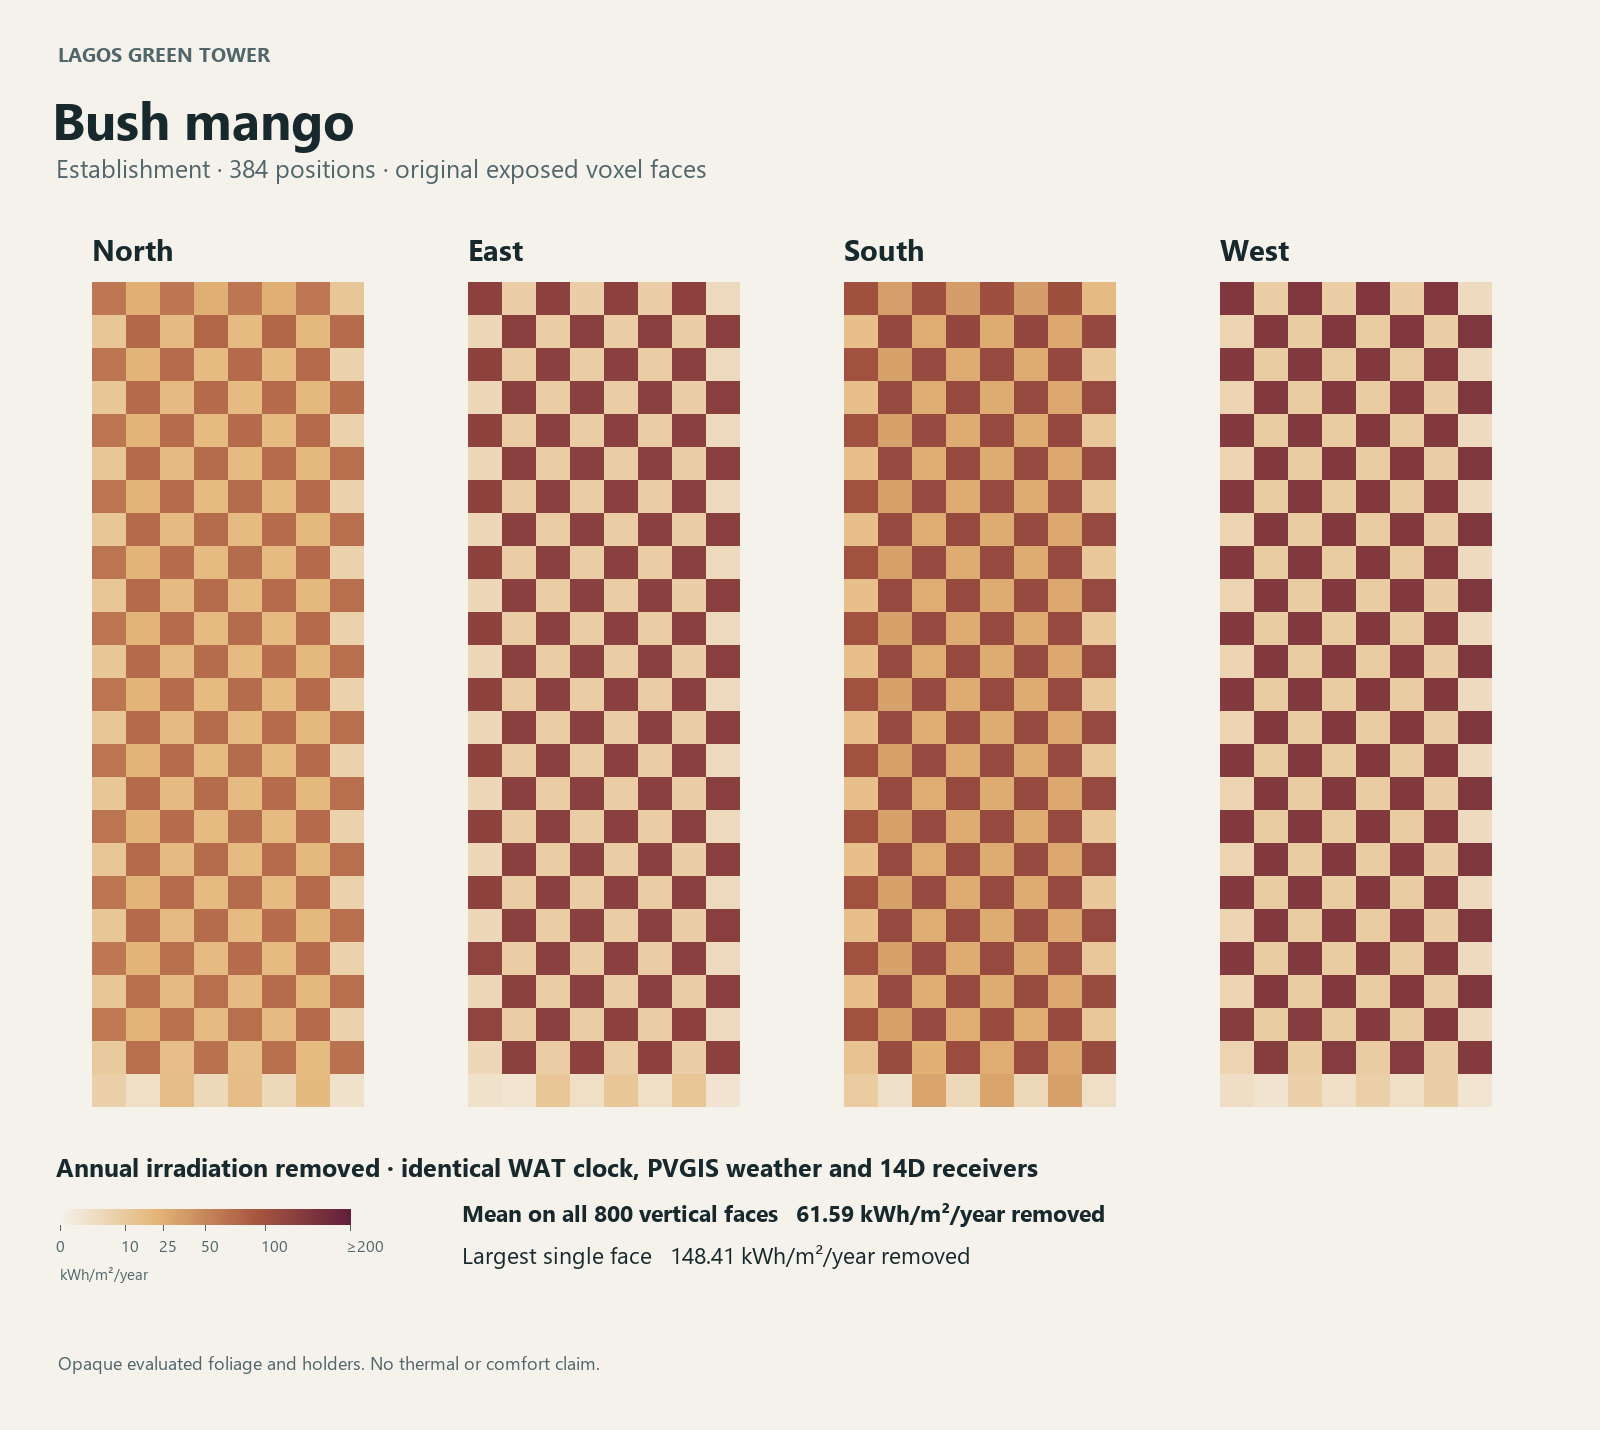 LAGOS GREEN TOWER
Bush mango
Establishment · 384 positions · original exposed voxel faces
North East South West
Annual irradiation removed · identical WAT clock, PVGIS weather and 14D receivers
Mean on all 800 vertical faces 61.59 kWh/m²/year removed
0 10 25 50 100 ≥200
Largest single face 148.41 kWh/m²/year removed
kWh/m²/year
Opaque evaluated foliage and holders. No thermal or comfort claim.